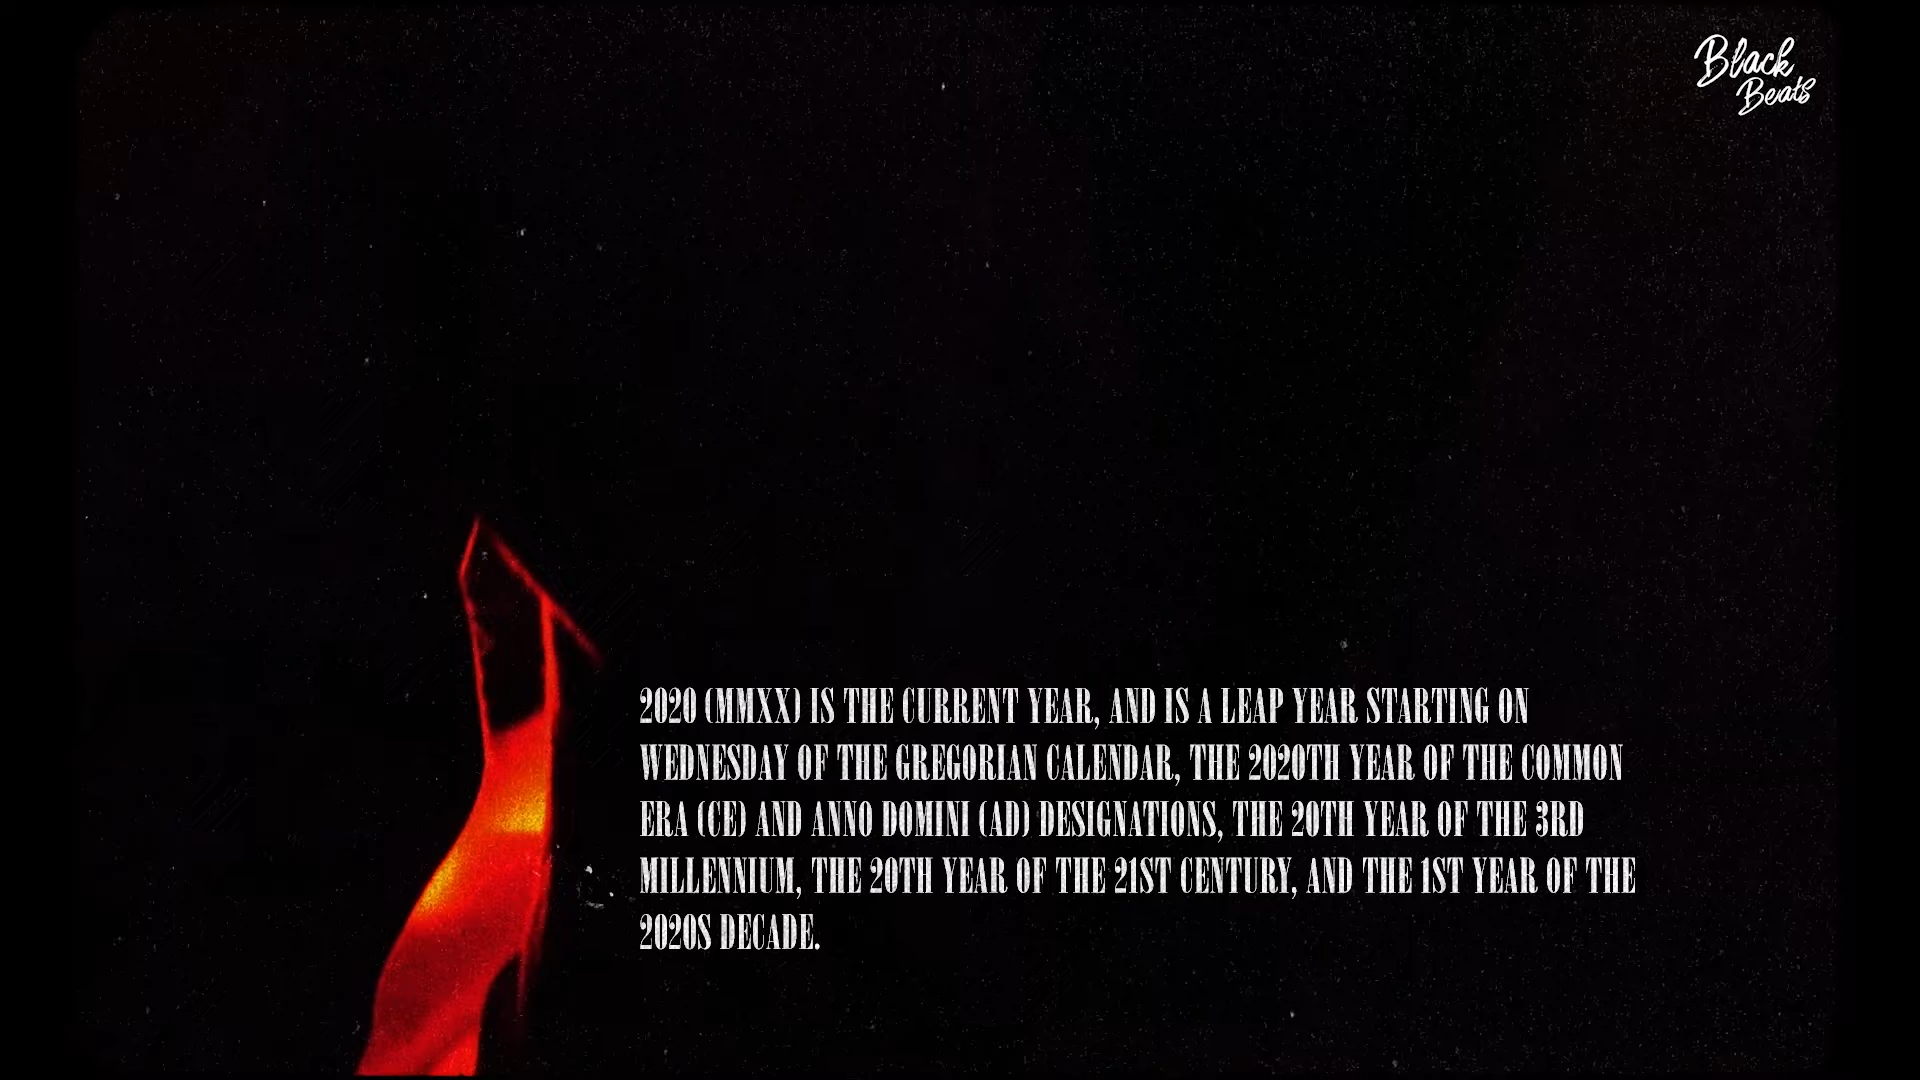 Black
Beats
2020 (MMXX) IS THE CURRENT YEAR, AND IS A LEAP YEAR STARTING ON
WEDNESDAY OF THE GREGORIAN CALENDAR, THE 2020TH YEAR OF THE COMMON
ERA (CE) AND ANNO DOMINI (AD) DESIGNATIONS, THE 20TH YEAR OF THE 3RD
MILLENNIUM, THE 20TH YEAR OF THE 21ST CENTURY, AND THE 1ST YEAR OF THE
2020S DECADE.